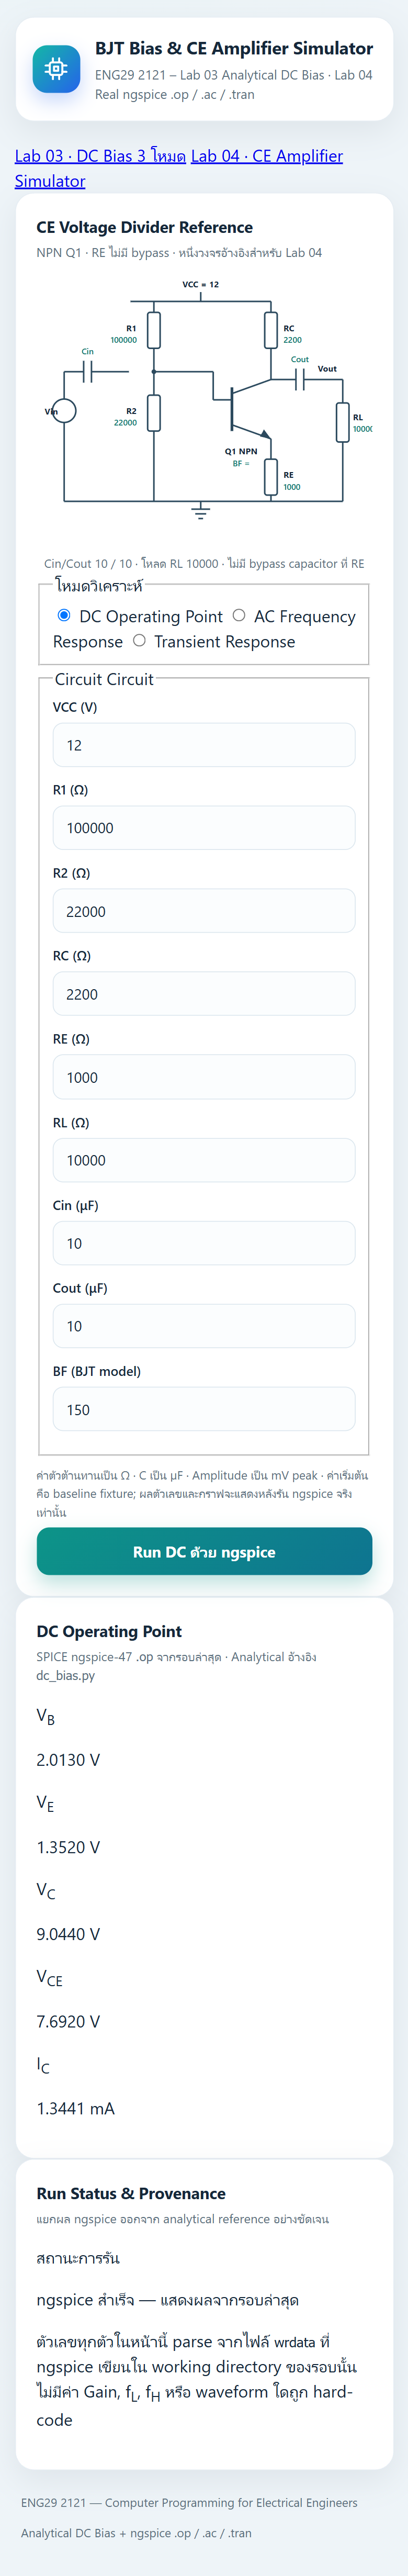 BJT Bias & CE Amplifier Simulator
ENG29 2121 – Lab 03 Analytical DC Bias · Lab 04
Real ngspice .op / .ac / .tran
Lab 03 · DC Bias 3 โหมด Lab 04 · CE Amplifier
Simulator
CE Voltage Divider Reference
NPN Q1 · RE ไม่มี bypass · หนึ่งวงจรอ้างอิงสำหรับ Lab 04
VCC = 12
R1
100000
RC
2200
Cin
Cout
Vout
Vin
R2
22000
RL
1000
Q1 NPN
BF =
RE
1000
Cin/Cout 10 / 10 · โหลด RL 10000 · ไม่มี bypass capacitor ที่ RE
โหมดวิเคราะห์
DC Operating Point AC Frequency
Response Transient Response
Circuit Circuit
VCC (V)
12
R1 (Ω)
100000
R2 (Ω)
22000
RC (Ω)
2200
RE (Ω)
1000
RL (Ω)
10000
Cin (µF)
10
Cout (µF)
10
BF (BJT model)
150
ค่าตัวต้านทานเป็น Ω · C เป็น µF · Amplitude เป็น mV peak · ค่าเริ่มต้น
คือ baseline fixture; ผลตัวเลขและกราฟจะแสดงหลังรัน ngspice จริง
เท่านั้น
Run DC ด้วย ngspice
DC Operating Point
SPICE ngspice-47 .op จากรอบล่าสุด · Analytical อ้างอิง
dc_bias.py
VB
2.0130 V
VE
1.3520 V
VC
9.0440 V
VCE
7.6920 V
IC
1.3441 mA
Run Status & Provenance
แยกผล ngspice ออกจาก analytical reference อย่างชัดเจน
สถานะการรัน
ngspice สำเร็จ — แสดงผลจากรอบล่าสุด
ตัวเลขทุกตัวในหน้านี้ parse จากไฟล์ wrdata ที่
ngspice เขียนใน working directory ของรอบนั้น
ไม่มีค่า Gain, fL, fH หรือ waveform ใดถูก hard-
code
ENG29 2121 — Computer Programming for Electrical Engineers
Analytical DC Bias + ngspice .op / .ac / .tran